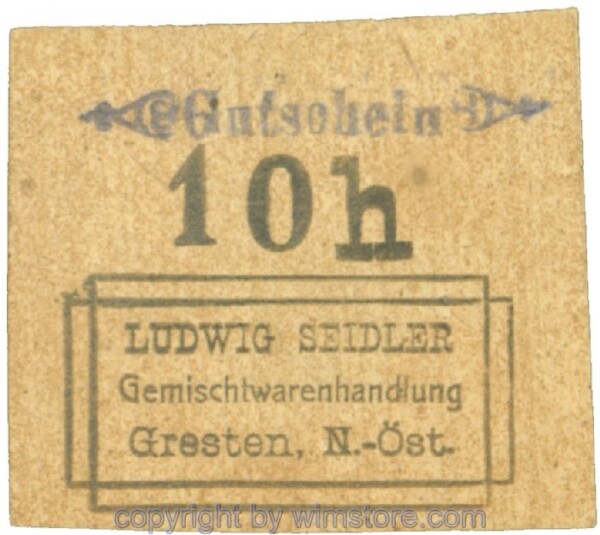 Gutschein
10h
LUDWIG SEIDLER
Gemischtwarenhandlung
Gresten, N.-Öst.
copyright by wimstore.com